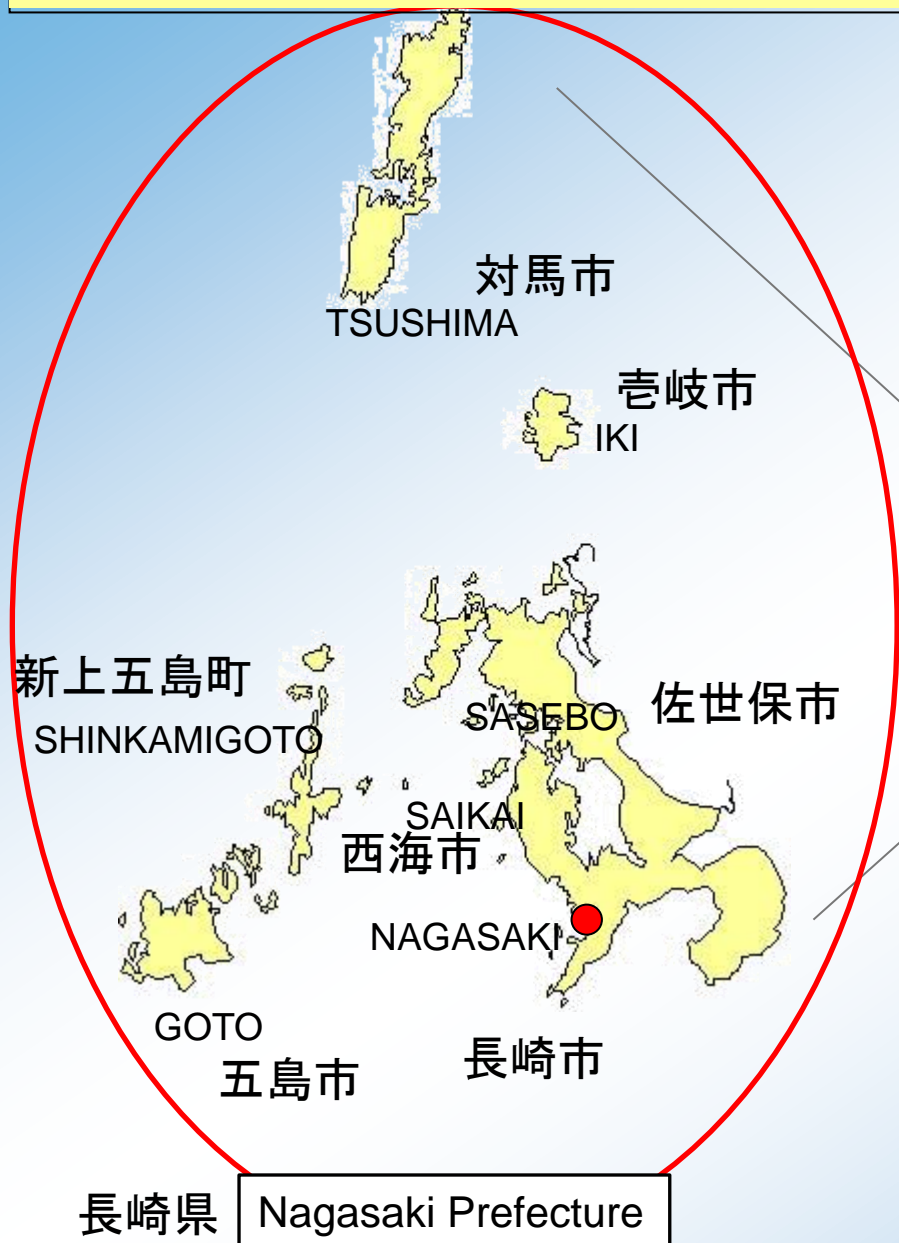 対馬市
TSUSHIMA
壱岐市
IKI
新上五島町
SHINKAMIGOTO
SASEBO
佐世保市
SAIKAI
西海市
NAGASAKI
GOTO
五島市
長崎市
長崎県
Nagasaki Prefecture